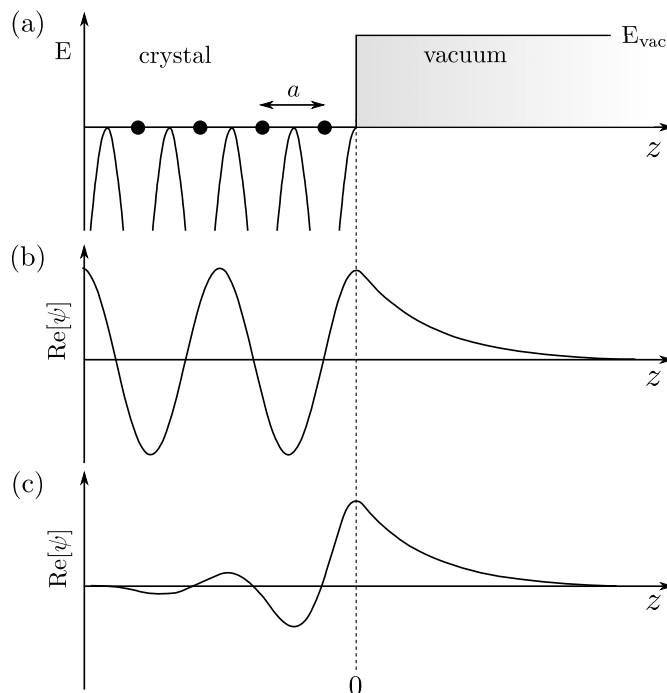 (a)
E
crystal
vacuum
E_vac
a
z
(b)
Re[ψ]
z
(c)
Re[ψ]
z
0